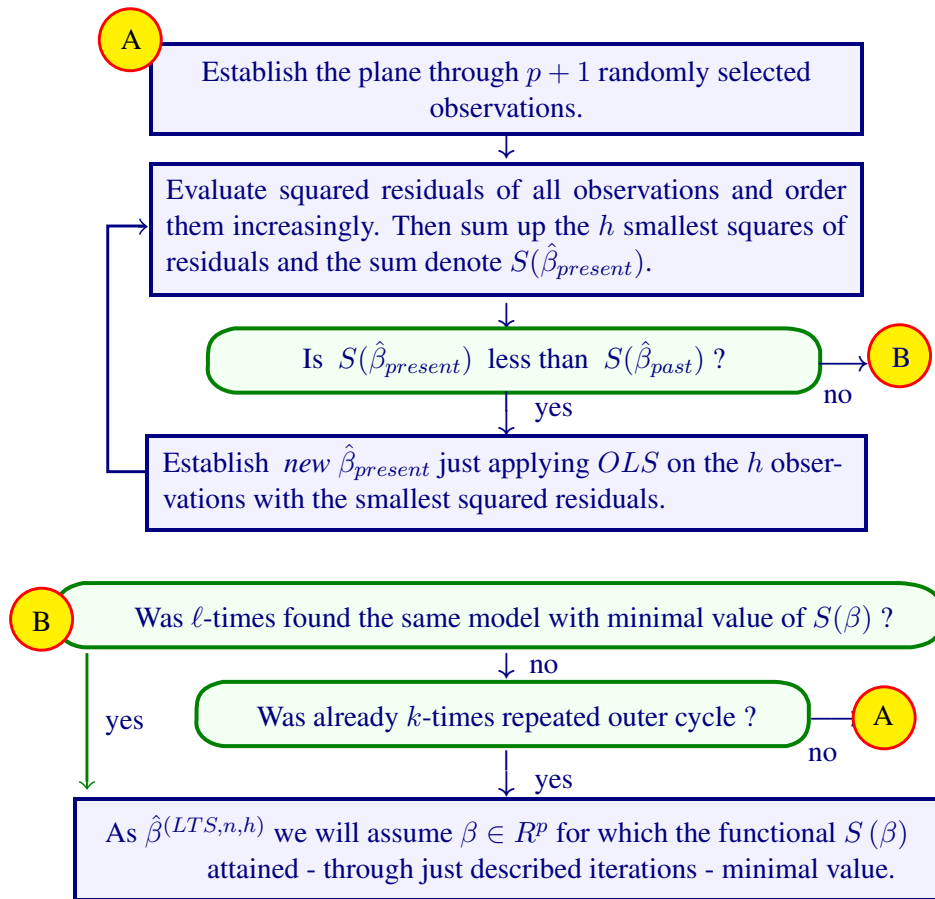 A
Establish the plane through p + 1 randomly selected
observations.
Evaluate squared residuals of all observations and order
them increasingly. Then sum up the h smallest squares of
residuals and the sum denote S(β̂_present).
Is S(β̂_present) less than S(β̂_past) ?
B
no
yes
Establish new β̂_present just applying OLS on the h obser-
vations with the smallest squared residuals.
B
Was ℓ-times found the same model with minimal value of S(β) ?
no
yes
Was already k-times repeated outer cycle ?
A
no
yes
As β̂^(LTS,n,h) we will assume β ∈ R^p for which the functional S (β)
attained - through just described iterations - minimal value.